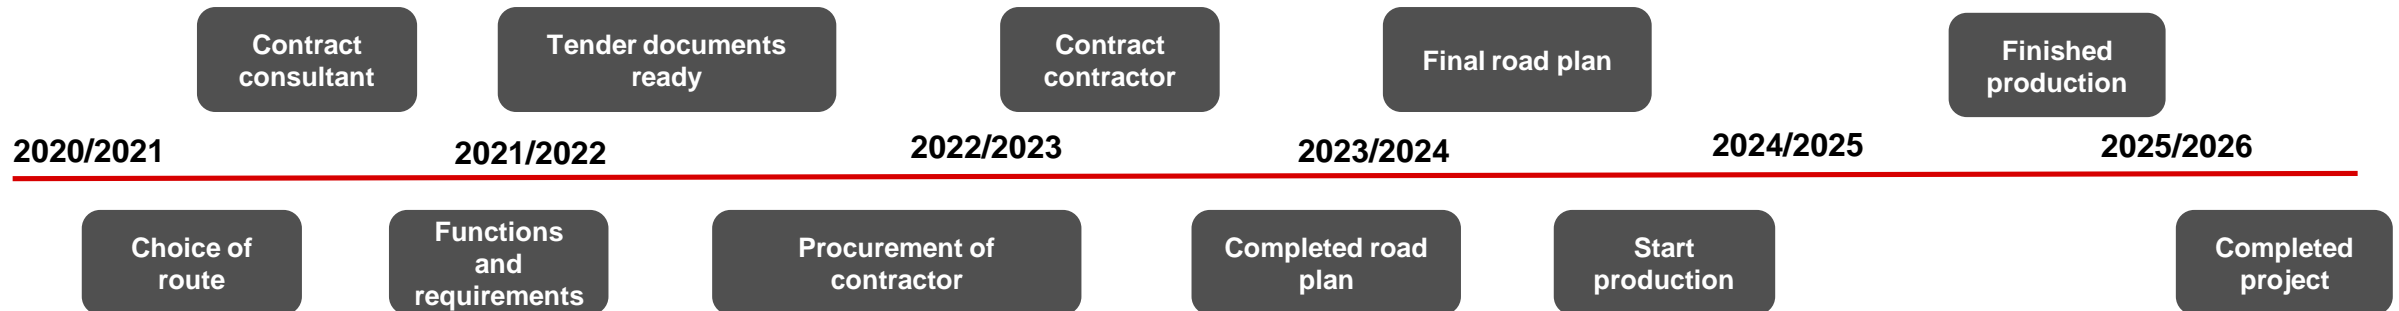 Contract
consultant
Tender documents
ready
Contract
contractor
Final road plan
Finished
production
2020/2021
2021/2022
2022/2023
2023/2024
2024/2025
2025/2026
Choice of
route
Functions
and
requirements
Procurement of
contractor
Completed road
plan
Start
production
Completed
project